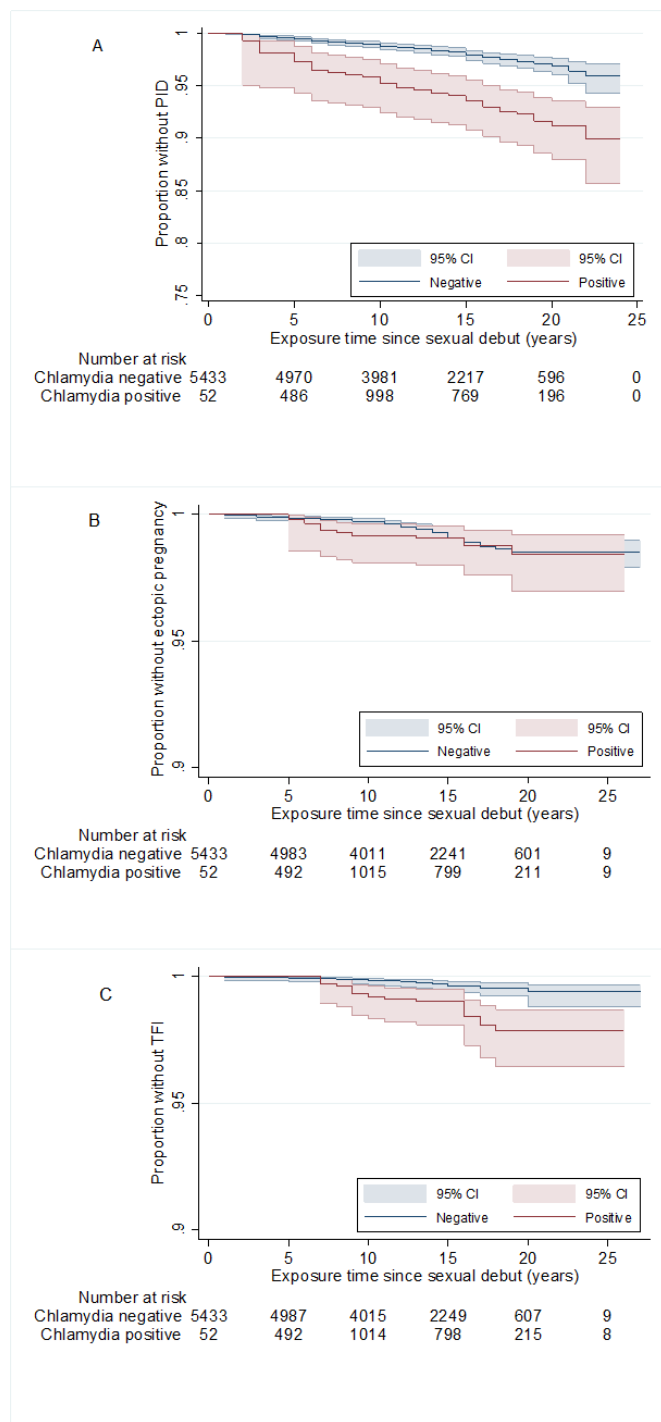 A
Proportion without PID
1
.95
.9
.85
.8
.75
95% CI 95% CI
Negative Positive
0 5 10 15 20 25
Exposure time since sexual debut (years)
Number at risk
Chlamydia negative 5433 4970 3981 2217 596 0
Chlamydia positive 52 486 998 769 196 0
B
Proportion without ectopic pregnancy
1
.95
.9
95% CI 95% CI
Negative Positive
0 5 10 15 20 25
Exposure time since sexual debut (years)
Number at risk
Chlamydia negative 5433 4983 4011 2241 601 9
Chlamydia positive 52 492 1015 799 211 9
C
Proportion without TFI
1
.95
.9
95% CI 95% CI
Negative Positive
0 5 10 15 20 25
Exposure time since sexual debut (years)
Number at risk
Chlamydia negative 5433 4987 4015 2249 607 9
Chlamydia positive 52 492 1014 798 215 8